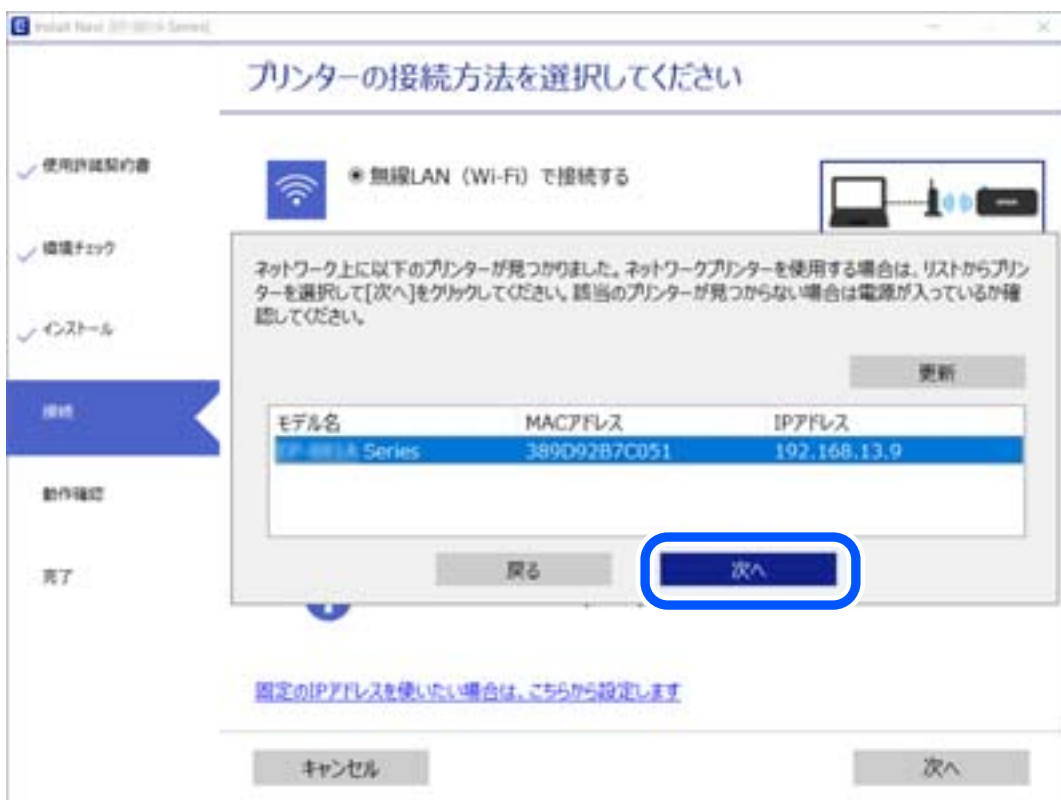 Install Navi Series]
プリンターの接続方法を選択してください
使用許諾契約書
環境チェック
インストール
接続
動作確認
完了
無線LAN（Wi-Fi）で接続する
ネットワーク上に以下のプリンターが見つかりました。ネットワークプリンターを使用する場合は、リストからプリン
ターを選択して[次へ]をクリックしてください。該当のプリンターが見つからない場合は電源が入っているか確
認してください。
更新
モデル名 MACアドレス IPアドレス
Series 389D92B7C051 192.168.13.9
戻る 次へ
固定のIPアドレスを使いたい場合は、こちらから設定します
キャンセル 次へ